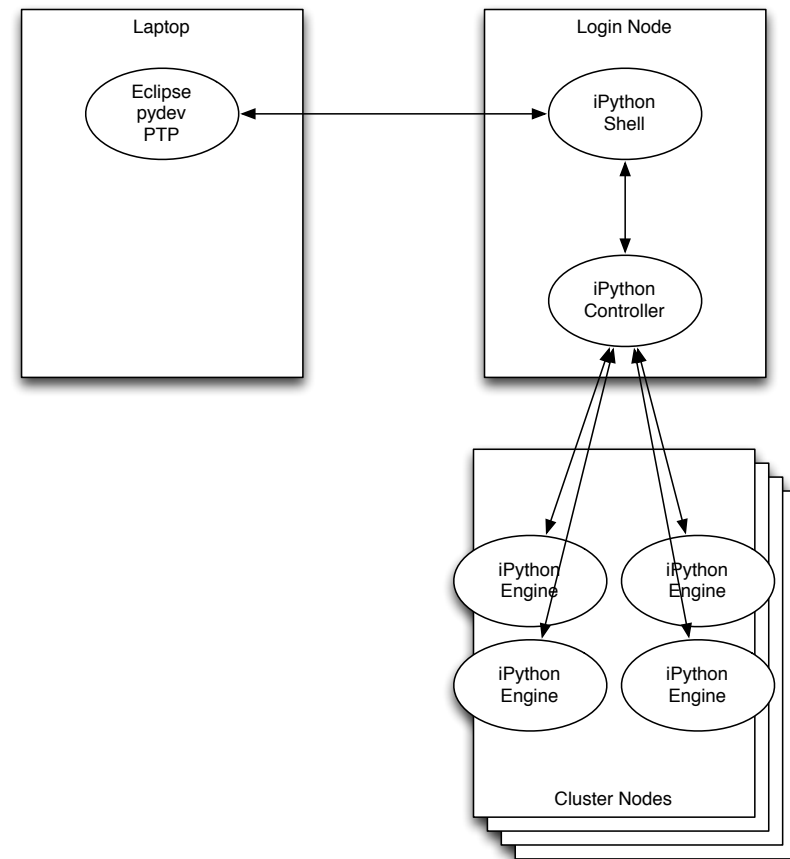 Laptop
Eclipse
pydev
PTP
Login Node
iPython
Shell
iPython
Controller
iPython
Engine
iPython
Engine
iPython
Engine
iPython
Engine
Cluster Nodes